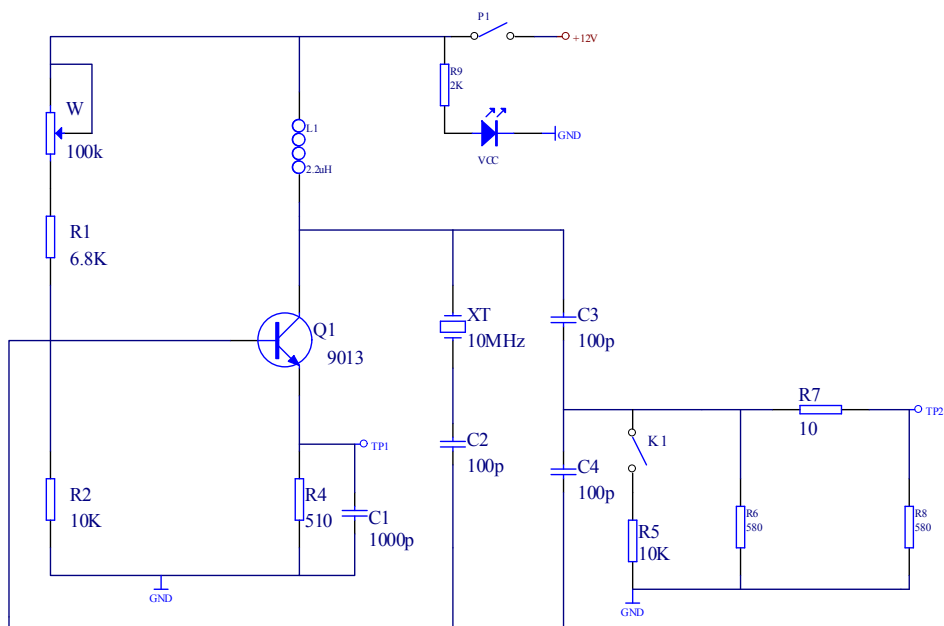 P1
+12V
R9
2K
W
100k
L1
2.2uH
VCC
GND
R1
6.8K
Q1
9013
XT
10MHz
C3
100p
R7
10
TP2
TP1
C2
100p
K1
C4
100p
R2
10K
R4
510
C1
1000p
R5
10K
R6
580
R8
580
GND
GND